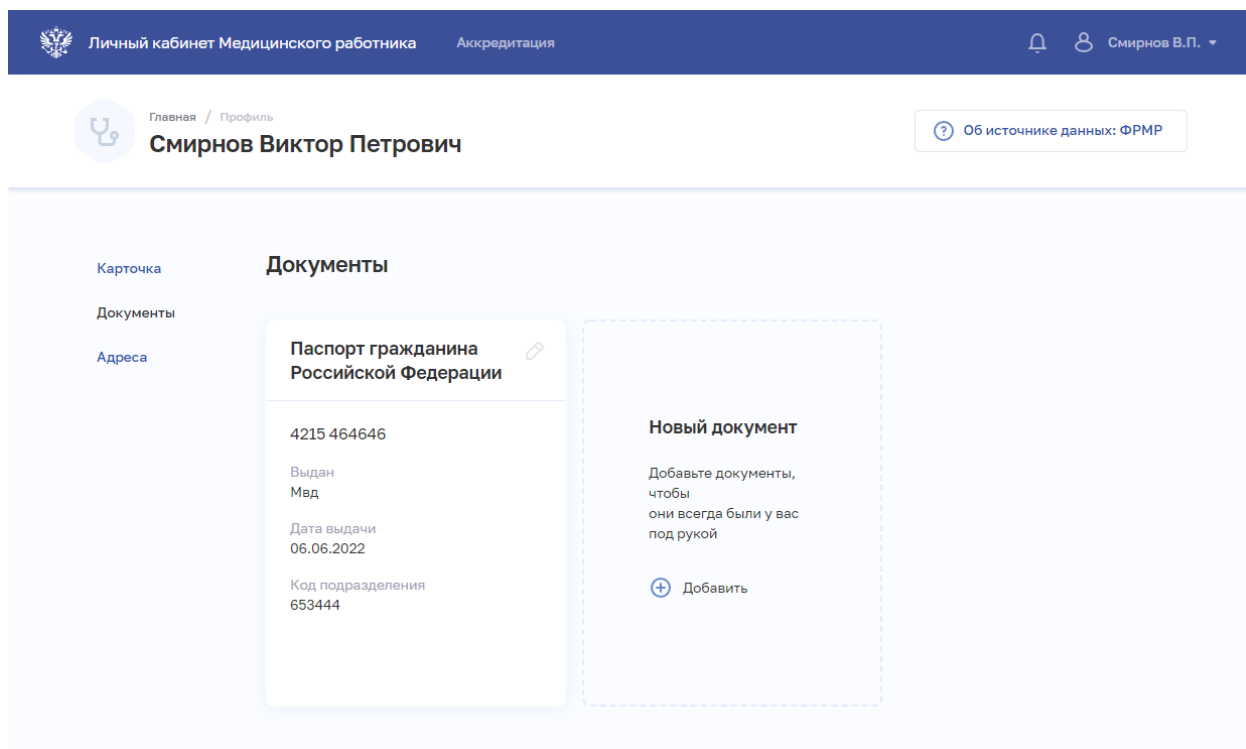 Личный кабинет Медицинского работника Аккредитация Смирнов В.П.
Главная / Профиль
Смирнов Виктор Петрович
Об источнике данных: ФРМР
Карточка
Документы
Адреса
Документы
Паспорт гражданина
Российской Федерации
4215 464646
Выдан
Мвд
Дата выдачи
06.06.2022
Код подразделения
653444
Новый документ
Добавьте документы,
чтобы
они всегда были у вас
под рукой
Добавить